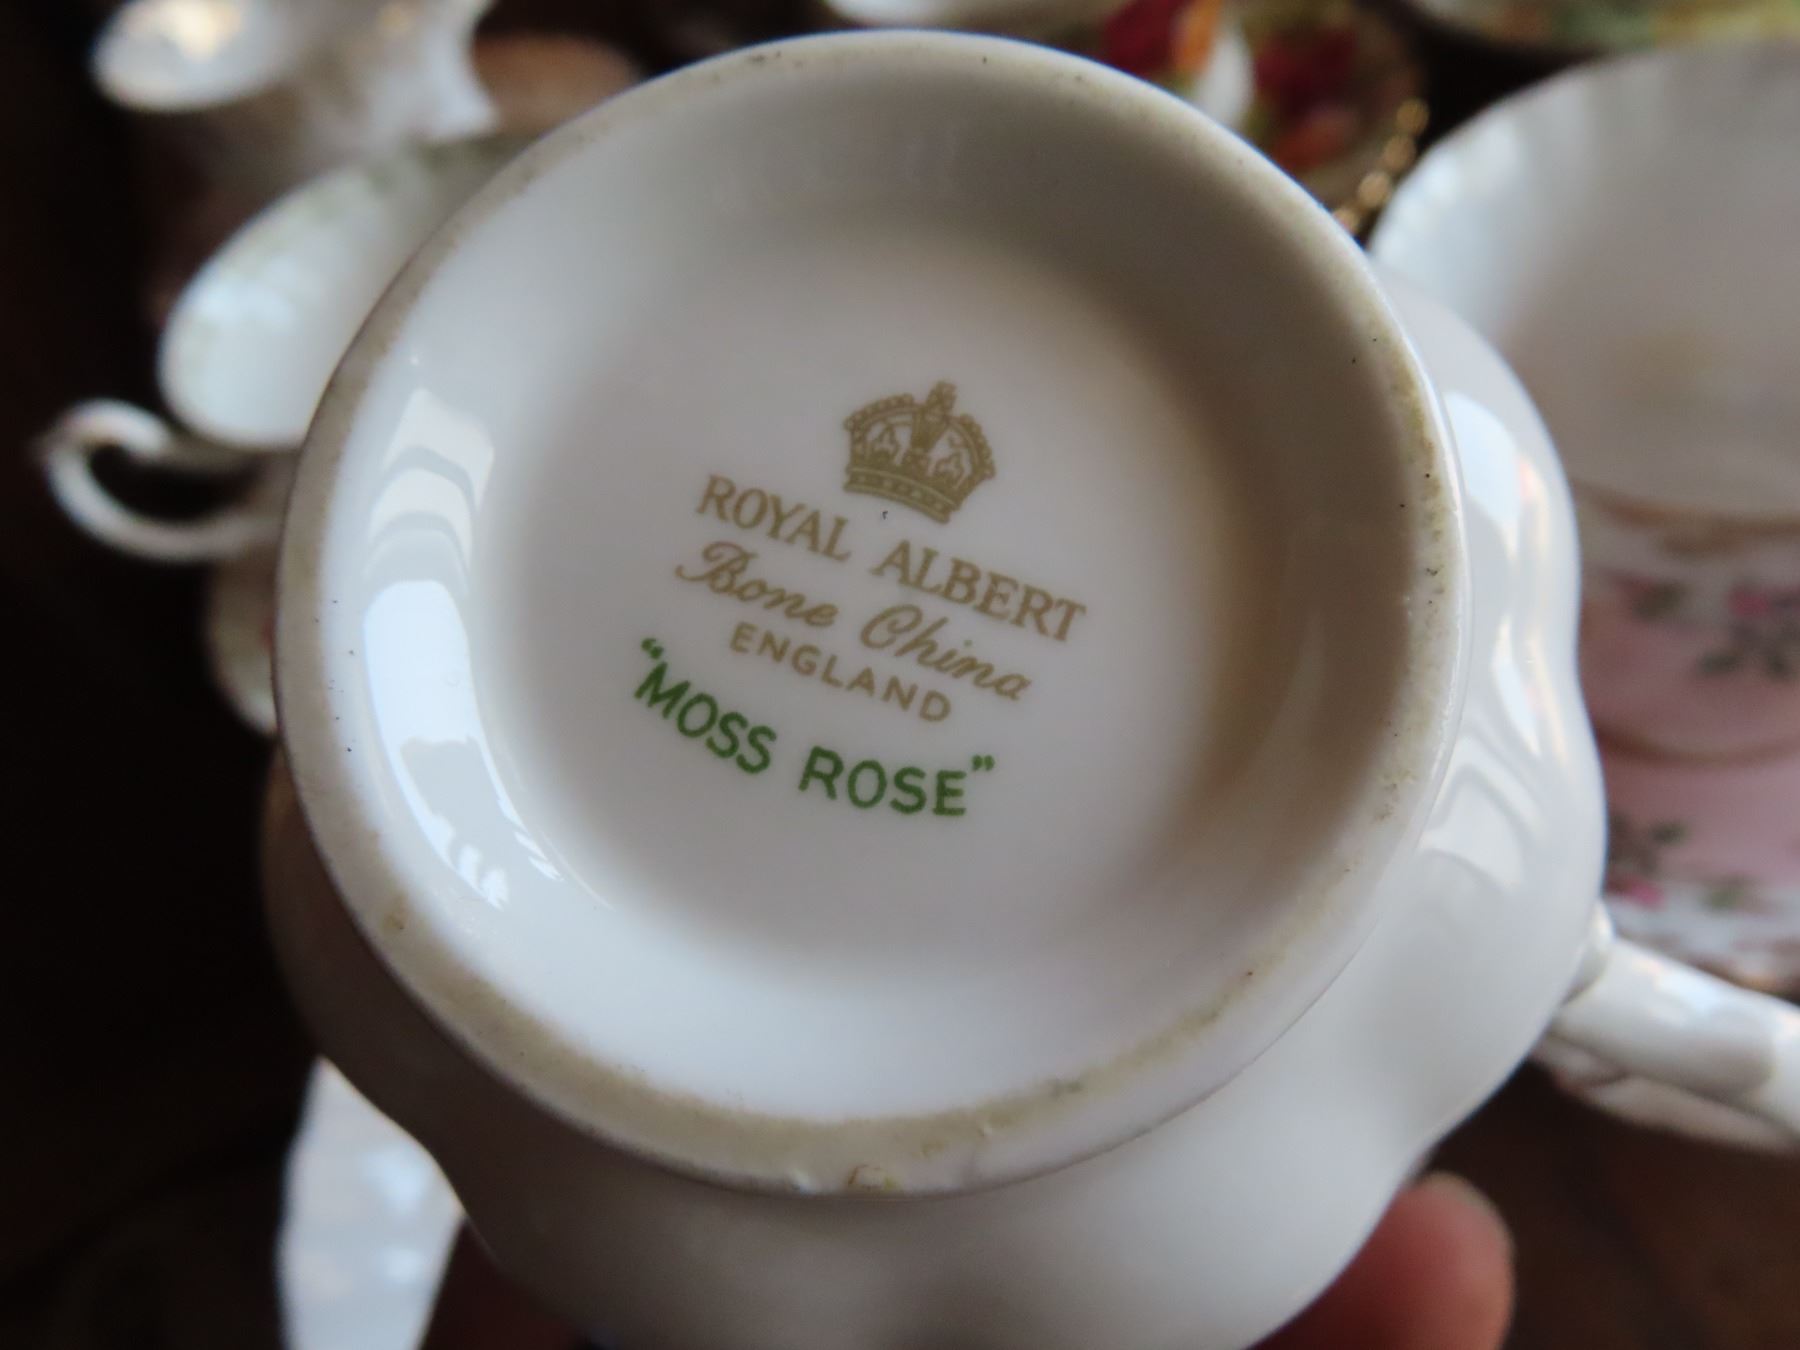 ROYAL ALBERT
Bone China
ENGLAND
"MOSS ROSE"